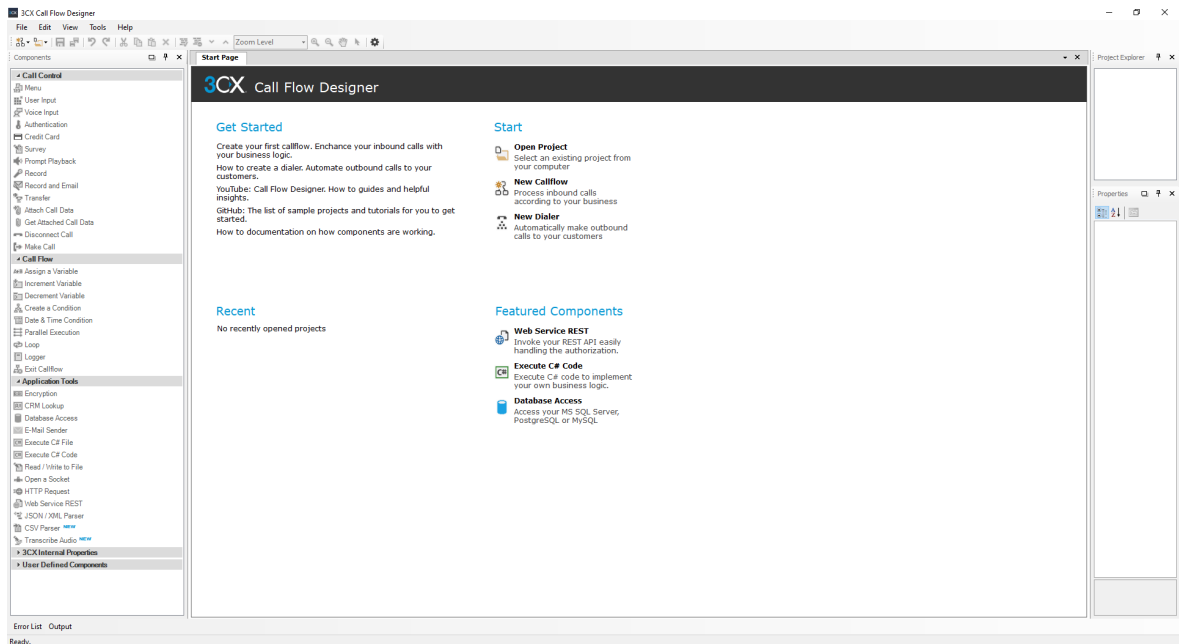 3CX Call Flow Designer
File Edit View Tools Help
Zoom Level
Components
Call Control
Menu
User Input
Voice Input
Authentication
Credit Card
Survey
Prompt Playback
Record
Record and Email
Transfer
Attach Call Data
Get Attached Call Data
Disconnect Call
Make Call
Call Flow
Assign a Variable
Increment Variable
Decrement Variable
Create a Condition
Date & Time Condition
Parallel Execution
Loop
Logger
Exit Callflow
Application Tools
Encryption
CRM Lookup
Database Access
E-Mail Sender
Execute C# File
Execute C# Code
Read / Write to File
Open a Socket
HTTP Request
Web Service REST
JSON / XML Parser
CSV Parser NEW
Transcribe Audio NEW
3CX Internal Properties
User Defined Components
Start Page
3CX Call Flow Designer
Get Started
Create your first callflow. Enchance your inbound calls with
your business logic.
How to create a dialer. Automate outbound calls to your
customers.
YouTube: Call Flow Designer. How to guides and helpful
insights.
GitHub: The list of sample projects and tutorials for you to get
started.
How to documentation on how components are working.
Start
Open Project
Select an existing project from
your computer
New Callflow
Process inbound calls
according to your business
New Dialer
Automatically make outbound
calls to your customers
Recent
No recently opened projects
Featured Components
Web Service REST
Invoke your REST API easily
handling the authorization.
C#
Execute C# Code
Execute C# code to implement
your own business logic.
Database Access
Access your MS SQL Server,
PostgreSQL or MySQL
Project Explorer
Properties
Error List Output
Ready.